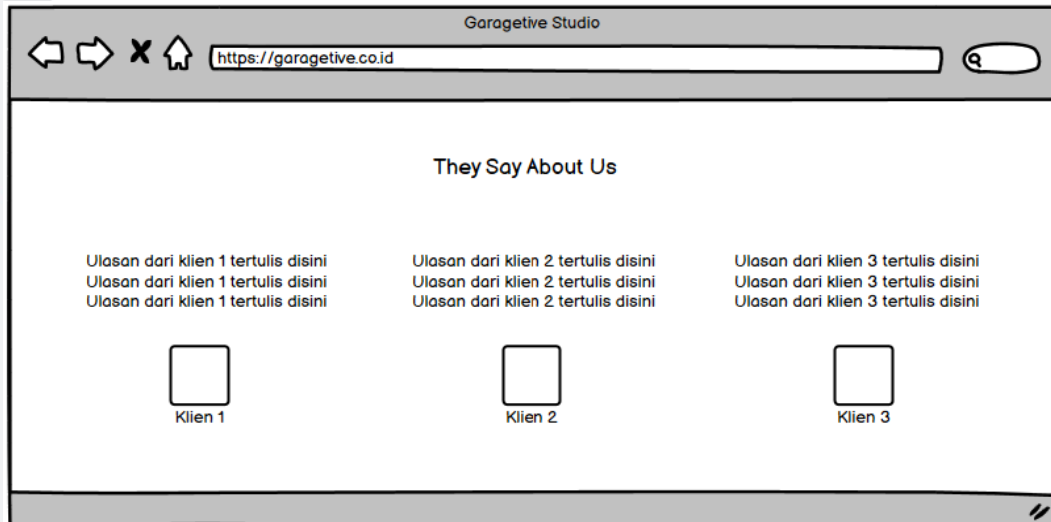 Garagetive Studio
https://garagetive.co.id
They Say About Us
Ulasan dari klien 1 tertulis disini
Ulasan dari klien 1 tertulis disini
Ulasan dari klien 1 tertulis disini
Klien 1
Ulasan dari klien 2 tertulis disini
Ulasan dari klien 2 tertulis disini
Ulasan dari klien 2 tertulis disini
Klien 2
Ulasan dari klien 3 tertulis disini
Ulasan dari klien 3 tertulis disini
Ulasan dari klien 3 tertulis disini
Klien 3